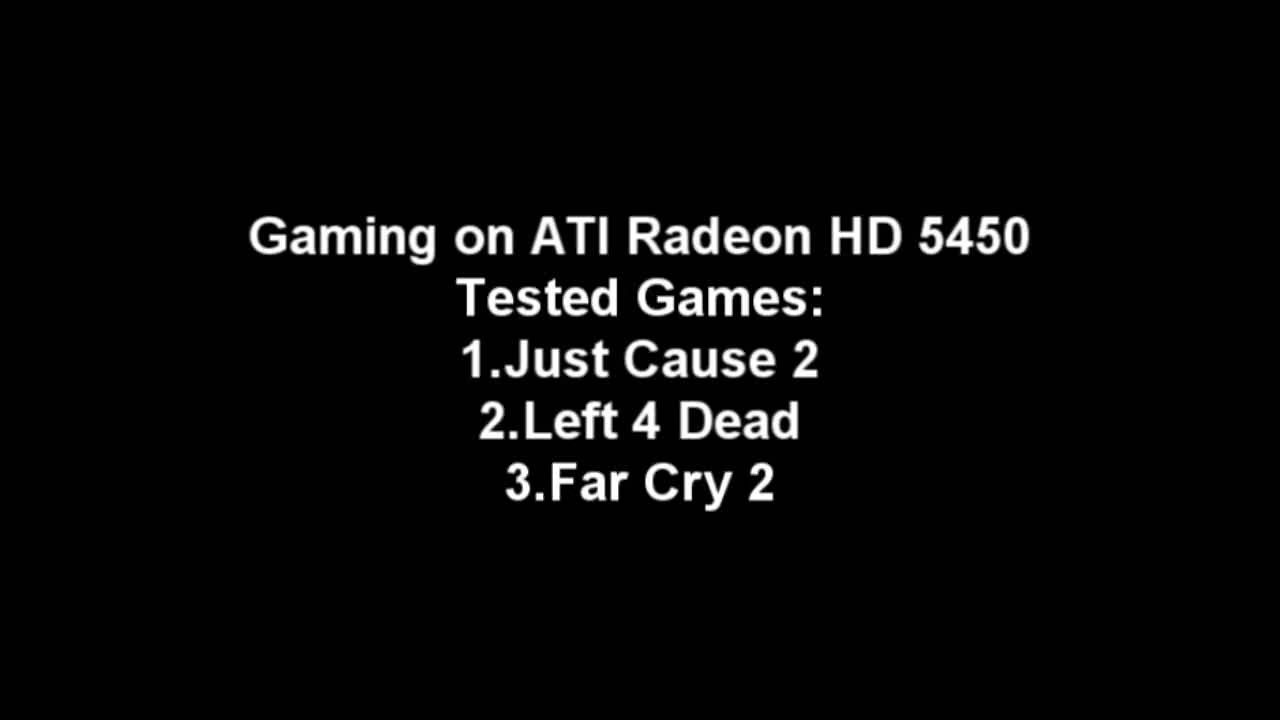 Gaming on ATI Radeon HD 5450
Tested Games:
1.Just Cause 2
2.Left 4 Dead
3.Far Cry 2